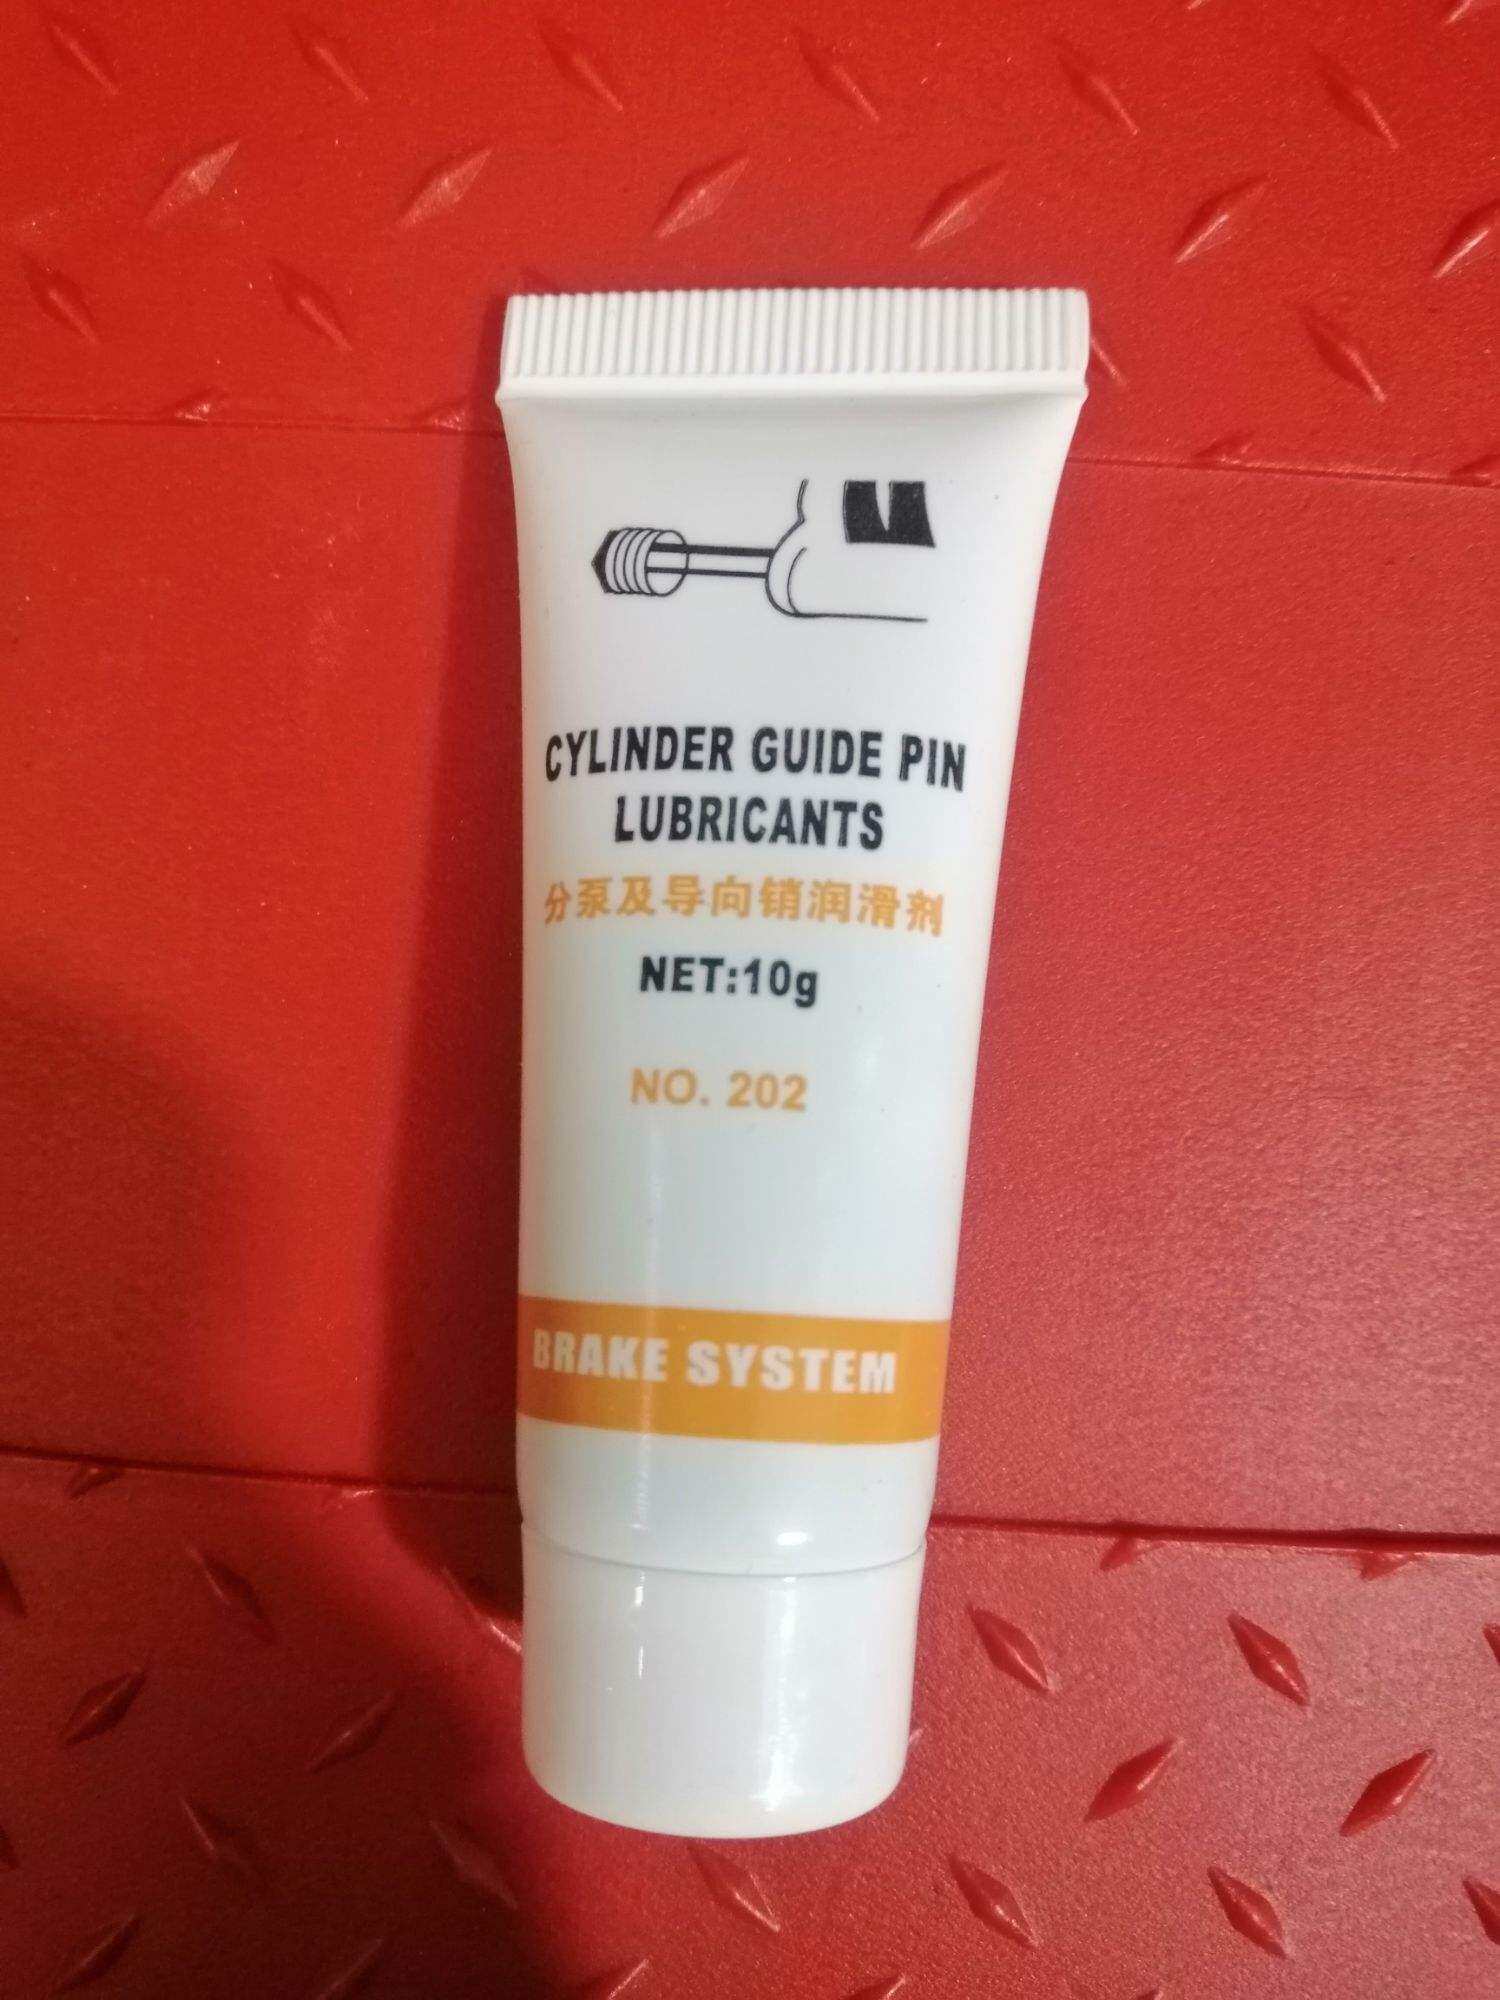 CYLINDER GUIDE PIN
LUBRICANTS
分泵及导向销润滑剂
NET:10g
NO. 202
BRAKE SYSTEM